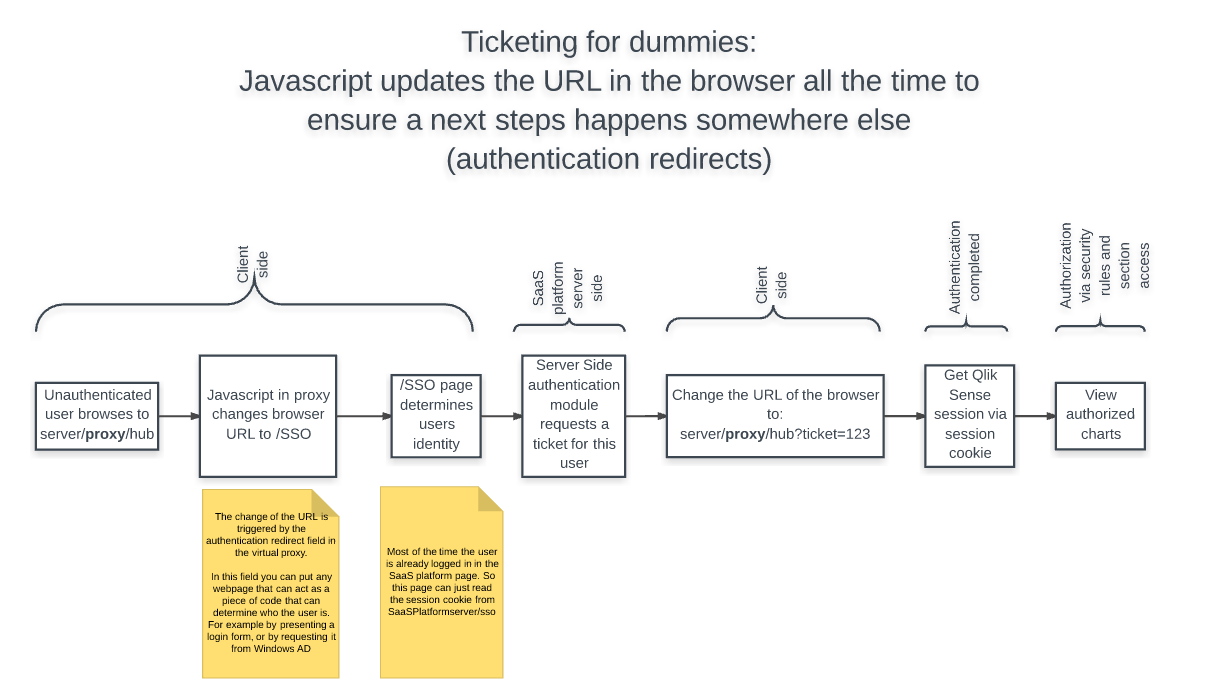 Ticketing for dummies:
Javascript updates the URL in the browser all the time to
ensure a next steps happens somewhere else
(authentication redirects)
Client
side
SaaS
platform
server
side
Client
side
Authentication
completed
Authorization
via security
rules and
section
access
Unauthenticated
user browses to
server/proxy/hub
Javascript in proxy
changes browser
URL to /SSO
/SSO page
determines
users
identity
Server Side
authentication
module
requests a
ticket for this
user
Change the URL of the browser
to:
server/proxy/hub?ticket=123
Get Qlik
Sense
session via
session
cookie
View
authorized
charts
The change of the URL is
triggered by the
authentication redirect field in
the virtual proxy.
In this field you can put any
webpage that can act as a
piece of code that can
determine who the user is.
For example by presenting a
login form, or by requesting it
from Windows AD
Most of the time the user
is already logged in in the
SaaS platform page. So
this page can just read
the session cookie from
SaaSPlatformserver/sso